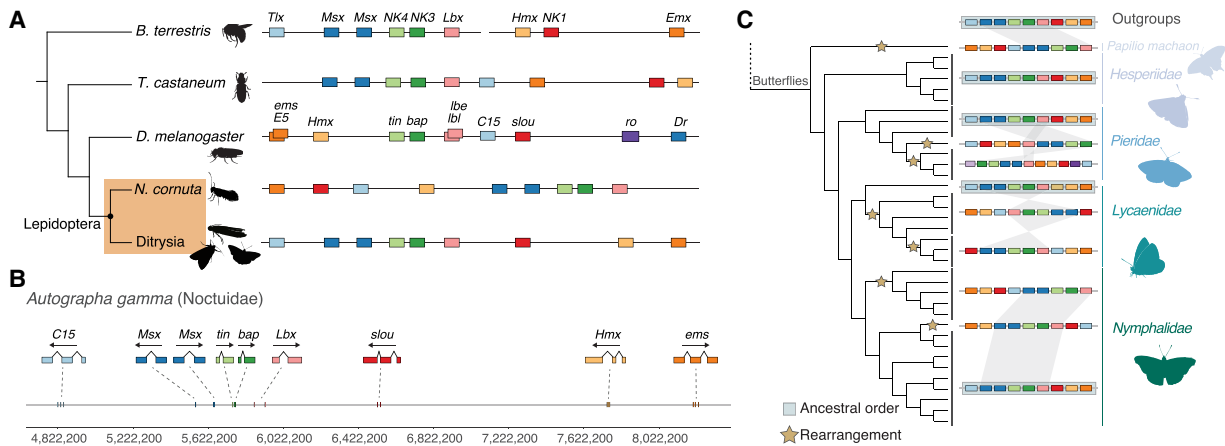 A
B. terrestris
Tlx Msx Msx NK4 NK3 Lbx Hmx NK1 Emx
T. castaneum
D. melanogaster
ems E5 Hmx tin bap lbe lbl C15 slou ro Dr
N. cornuta
Lepidoptera
Ditrysia
B
Autographa gamma (Noctuidae)
C15 Msx Msx tin bap Lbx slou Hmx ems
4,822,200 5,222,200 5,622,200 6,022,200 6,422,200 6,822,200 7,222,200 7,622,200 8,022,200
C
Outgroups
Papilio machaon
Butterflies
Hesperiidae
Pieridae
Lycaenidae
Nymphalidae
Ancestral order
Rearrangement